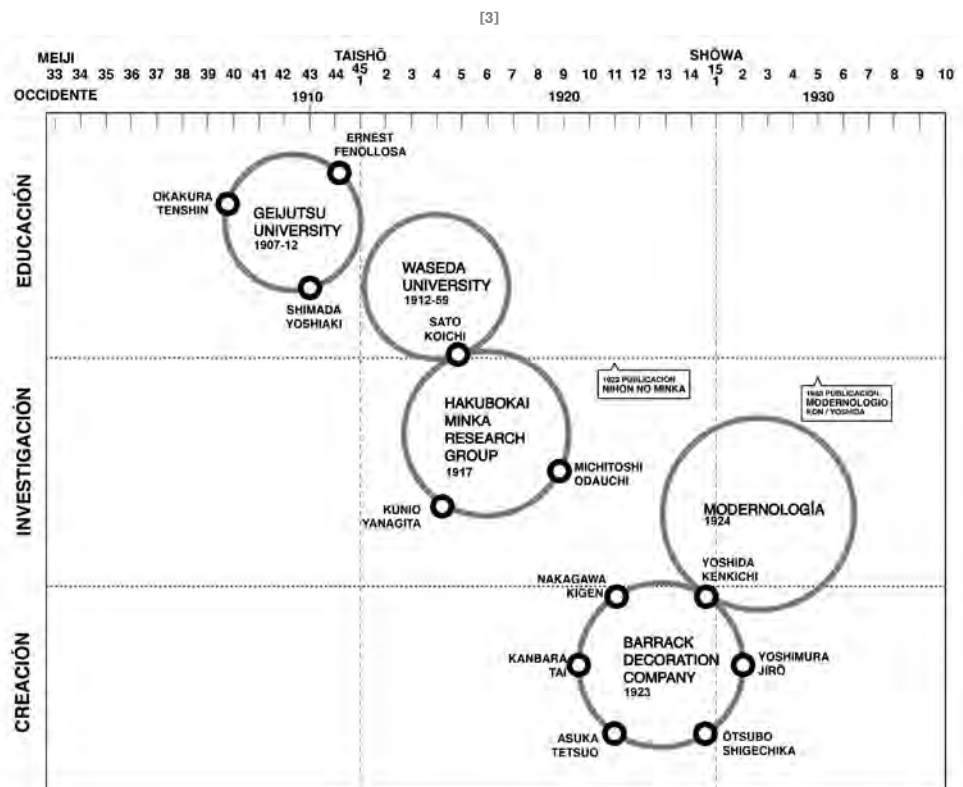 [3]
MEIJI TAISHŌ SHŌWA
33 34 35 36 37 38 39 40 41 42 43 44 45 1 2 3 4 5 6 7 8 9 10 11 12 13 14 15 1 2 3 4 5 6 7 8 9 10
OCCIDENTE 1910 1920 1930
EDUCACIÓN
ERNEST
FENOLLOSA
OKAKURA
TENSHIN
GEIJUTSU
UNIVERSITY
1907-12
SHIMADA
YOSHIAKI
WASEDA
UNIVERSITY
1912-59
SATO
KOICHI
INVESTIGACIÓN
PUBLICACIÓN
NIHON NO MINKA
PUBLICACIÓN
MODERNOLOGIO
KON / YOSHIDA
HAKUBOKAI
MINKA
RESEARCH
GROUP
1917
MICHITOSHI
ODAUCHI
KUNIO
YANAGITA
MODERNOLOGÍA
1924
YOSHIDA
KENKICHI
CREACIÓN
NAKAGAWA
KIGEN
KANBARA
TAI
BARRACK
DECORATION
COMPANY
1923
YOSHIMURA
JIRŌ
ASUKA
TETSUO
ŌTSUBO
SHIGECHIKA